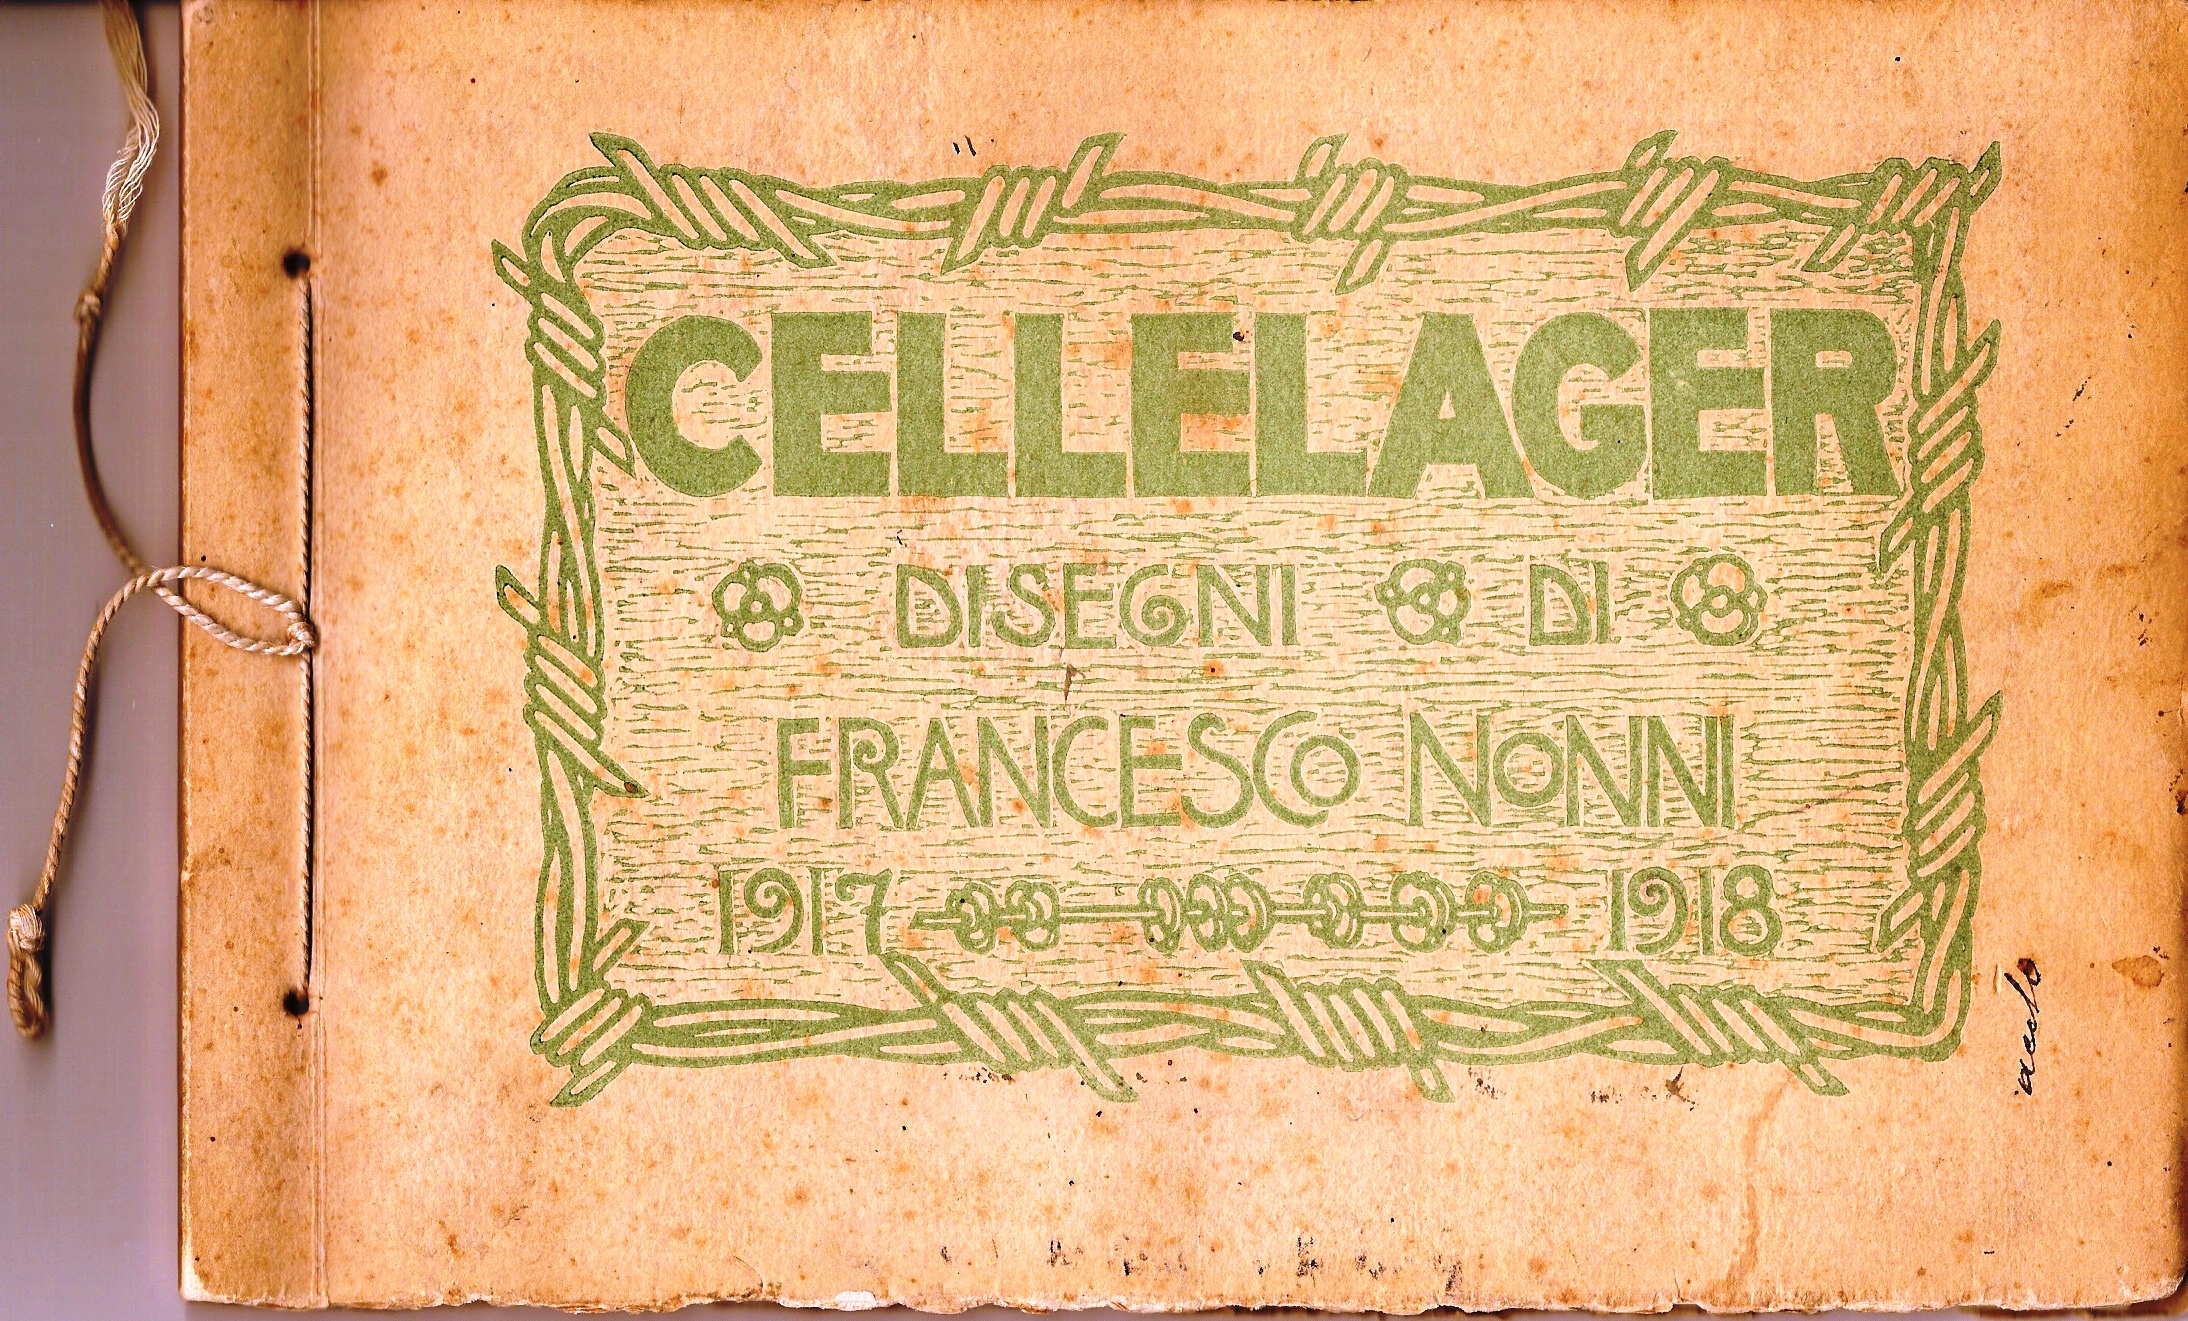 CELLELAGER
DISEGNI DI
FRANCESCO NONNI
1917 1918